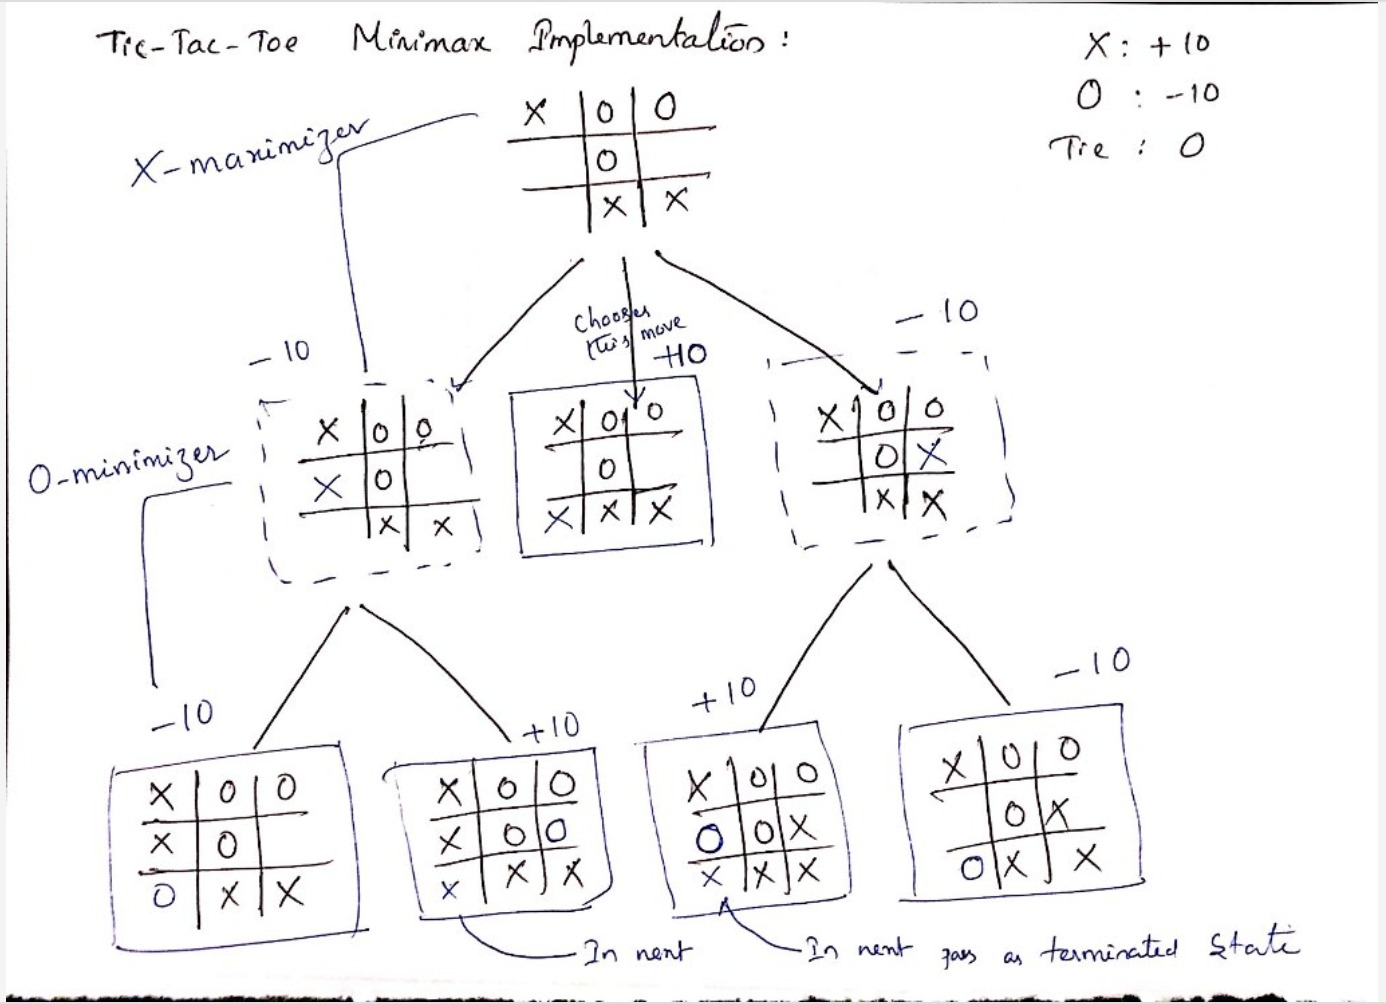 Tic-Tac-Toe Minimax Implementation :
X : +10
O : -10
Tie : O
X-maximizer
X O O
O
X X
Chooses
this move
-10
+10
-10
O-minimizer
X O O
X O
X X
X O O
O
X X X
X O O
O X
X X
-10
+10
+10
-10
X O O
X O
O X X
X O O
X O O
X X X
X O O
O O X
X X X
X O O
O X
O X X
In next
In next pass as terminated State